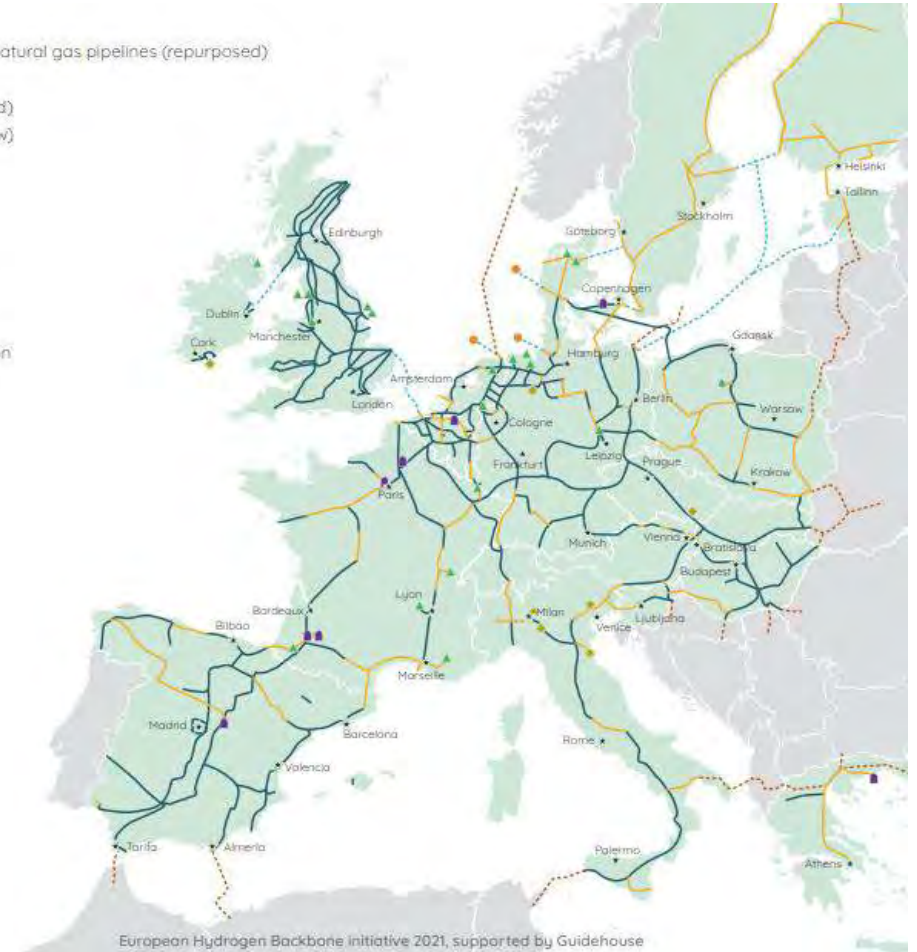 atural gas pipelines (repurposed)
d)
w)
Helsinki
Tallinn
Stockholm
Göteborg
Edinburgh
Copenhagen
Dublin
Manchester
Cork
n
Hamburg
Gdańsk
Amsterdam
Berlin
London
Warsaw
Cologne
Leipzig
Frankfurt
Prague
Krakow
Paris
Munich
Vienna
Bratislava
Budapest
Lyon
Bordeaux
Milan
Ljubljana
Bilbao
Venice
Marseille
Madrid
Barcelona
Rome
Valencia
Tarifa
Almería
Palermo
Athens
European Hydrogen Backbone initiative 2021, supported by Guidehouse